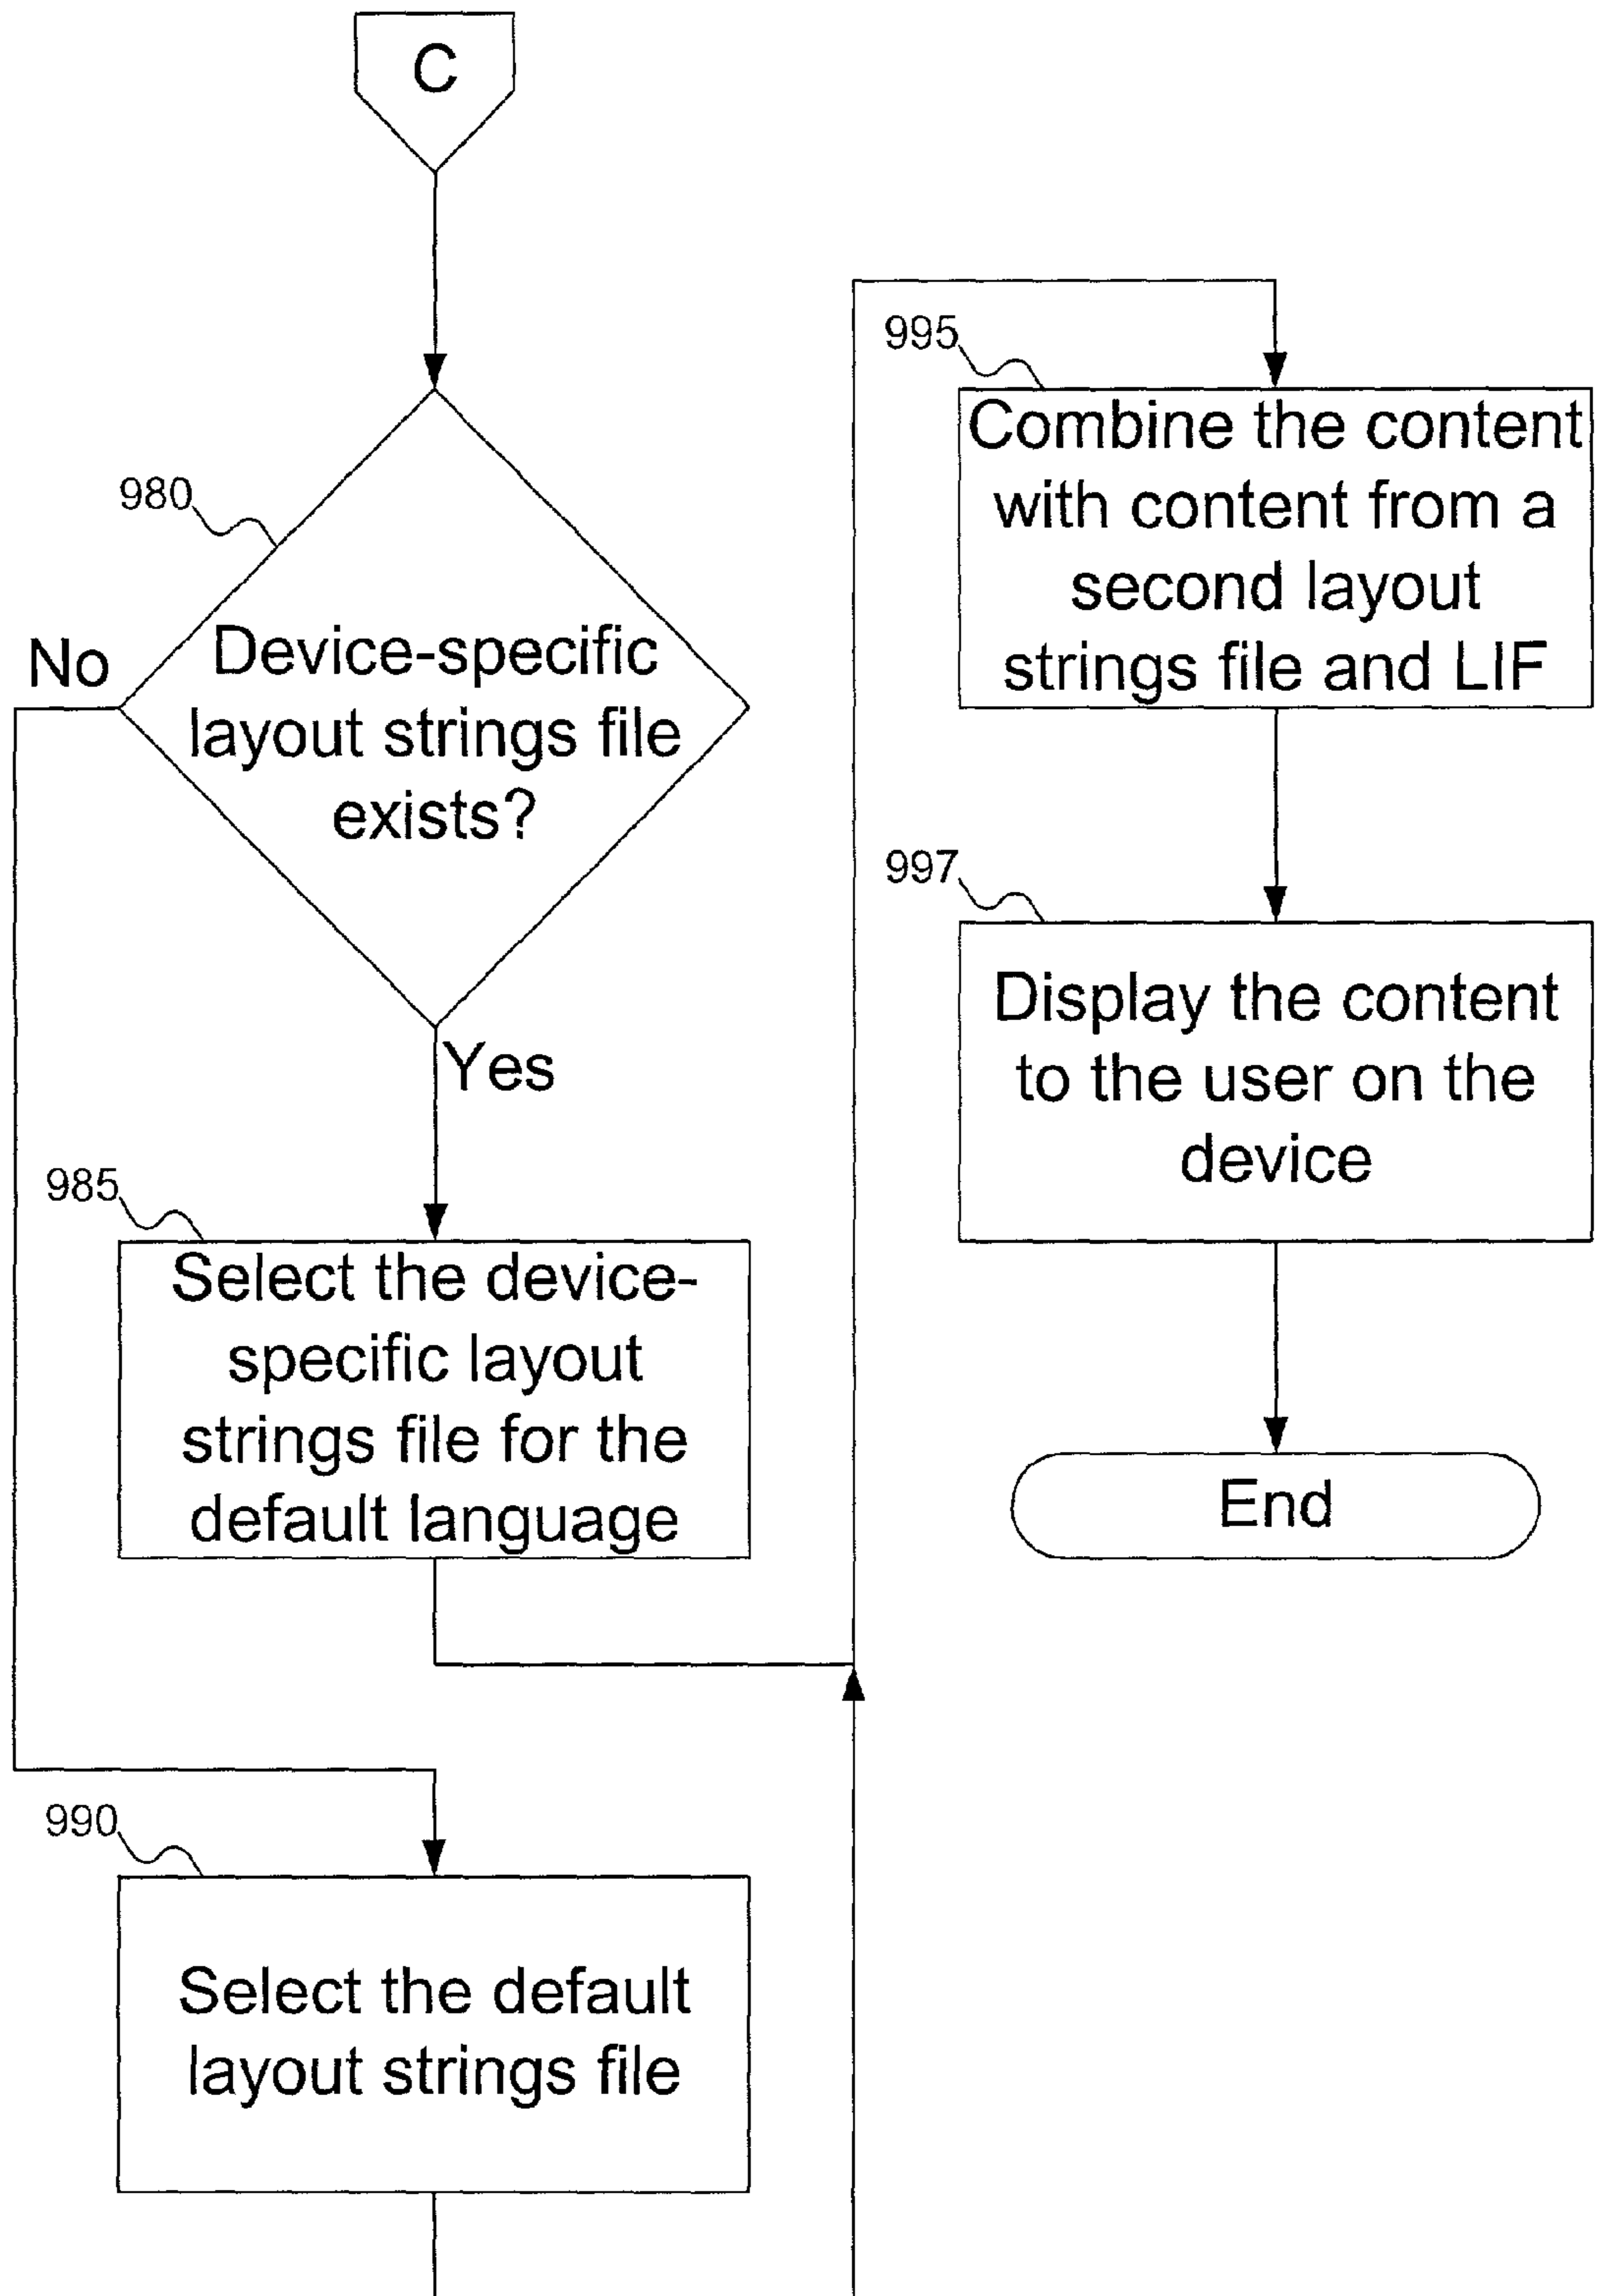 C
980
No
Device-specific
layout strings file
exists?
Yes
985
Select the device-
specific layout
strings file for the
default language
990
Select the default
layout strings file
995
Combine the content
with content from a
second layout
strings file and LIF
997
Display the content
to the user on the
device
End